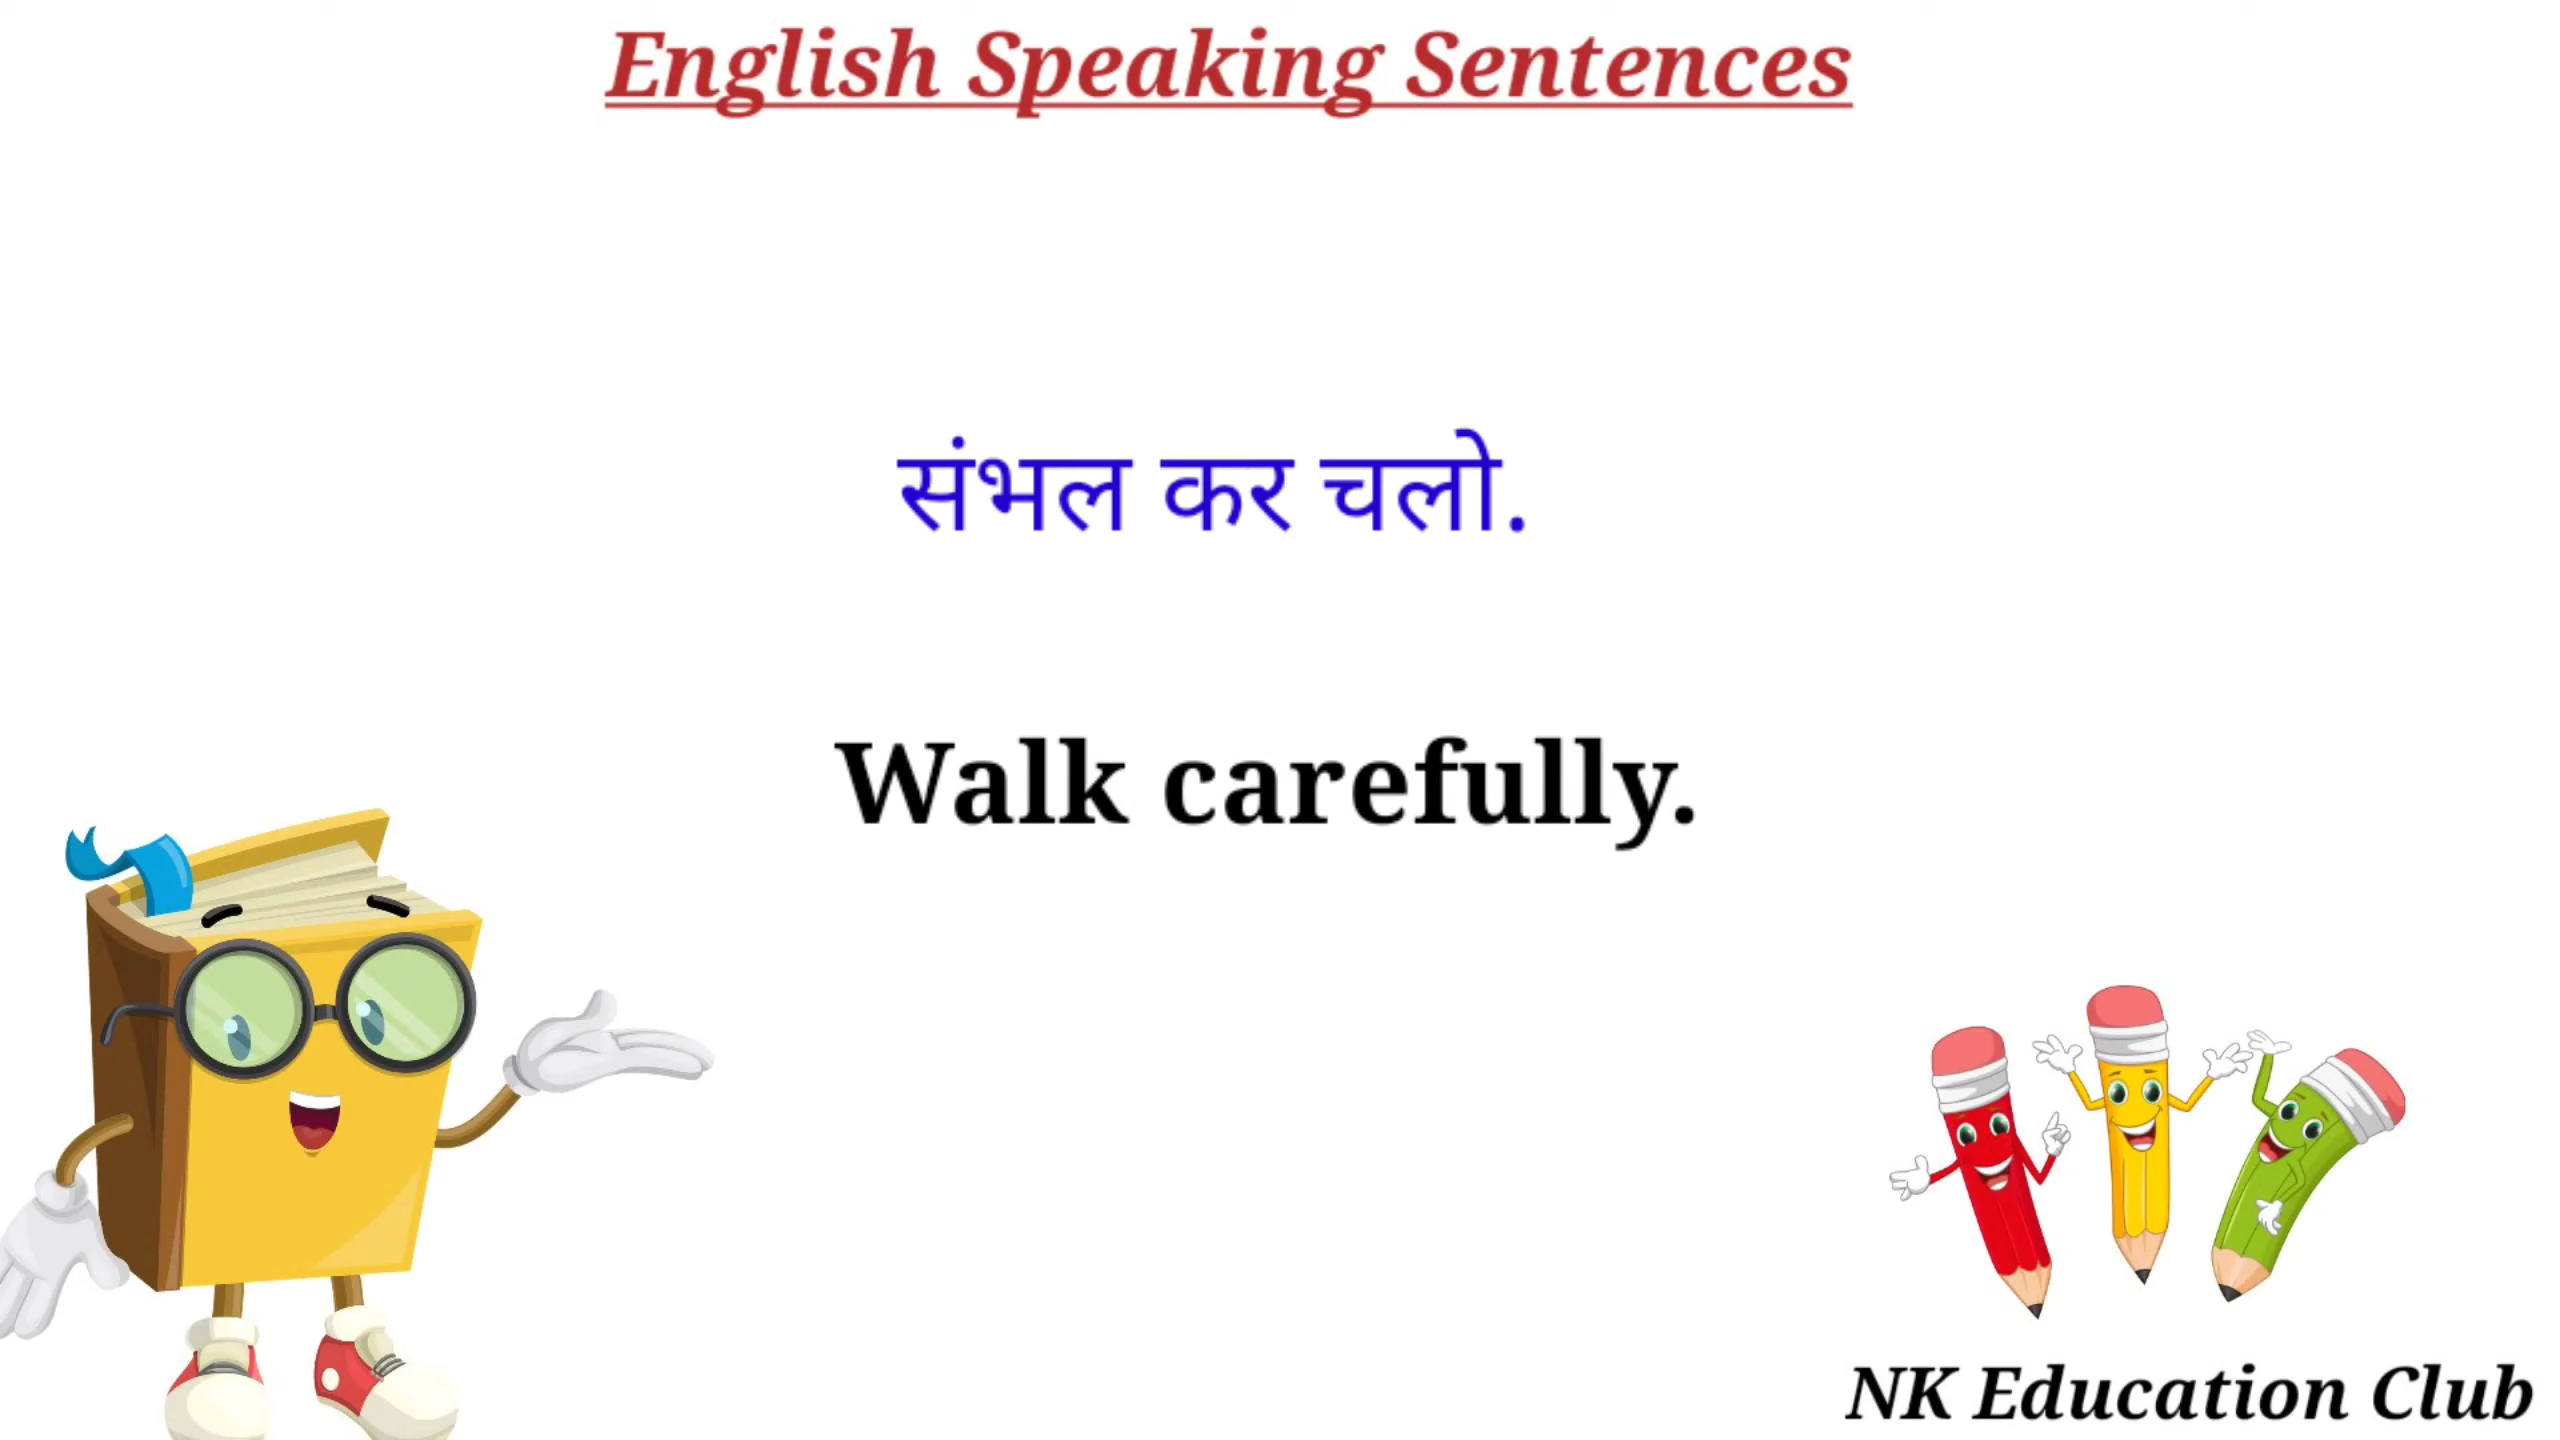 English Speaking Sentences
संभल कर चलो.
Walk carefully.
NK Education Club